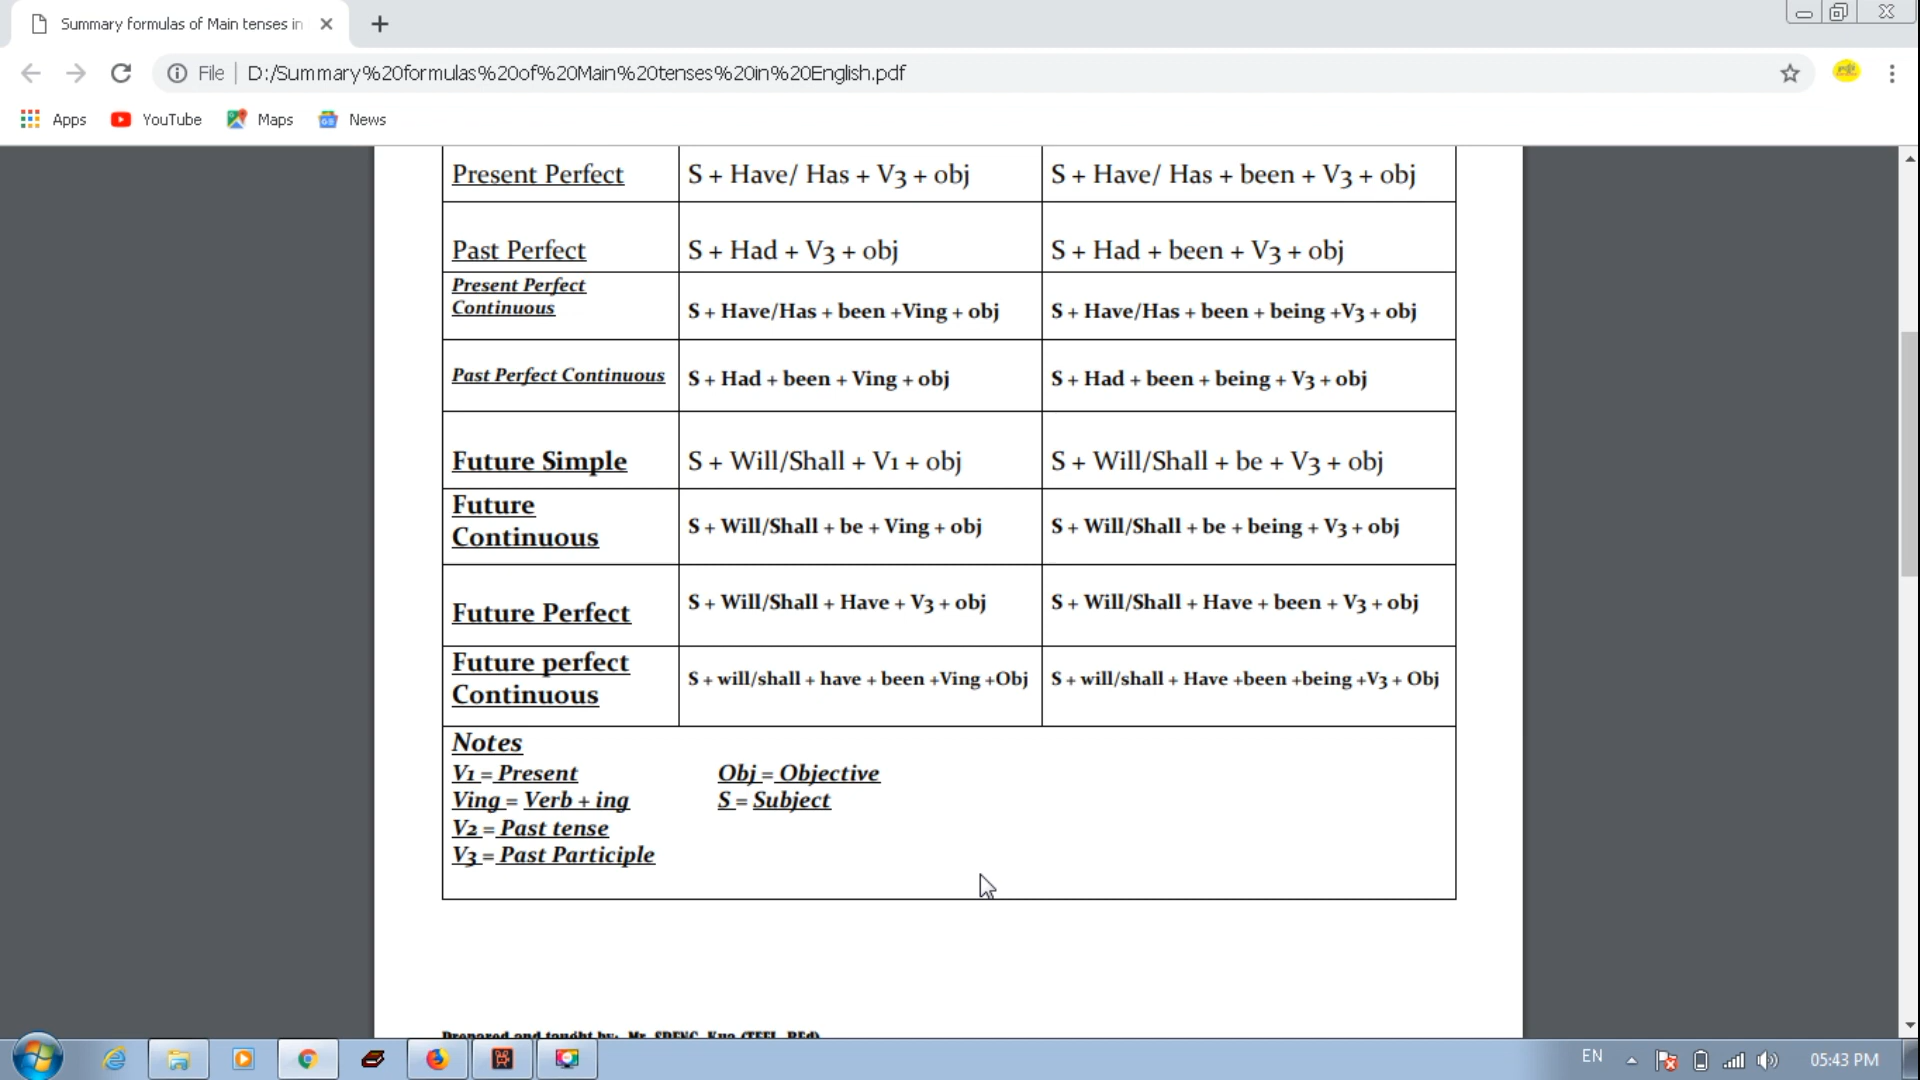 Summary formulas of Main tenses in
File | D:/Summary%20formulas%20of%20Main%20tenses%20in%20English.pdf
Apps YouTube Maps News
Present Perfect S + Have/ Has + V3 + obj S + Have/ Has + been + V3 + obj
Past Perfect S + Had + V3 + obj S + Had + been + V3 + obj
Present Perfect
Continuous S + Have/Has + been +Ving + obj S + Have/Has + been + being +V3 + obj
Past Perfect Continuous S + Had + been + Ving + obj S + Had + been + being + V3 + obj
Future Simple S + Will/Shall + V1 + obj S + Will/Shall + be + V3 + obj
Future
Continuous S + Will/Shall + be + Ving + obj S + Will/Shall + be + being + V3 + obj
Future Perfect S + Will/Shall + Have + V3 + obj S + Will/Shall + Have + been + V3 + obj
Future perfect
Continuous S + will/shall + have + been +Ving +Obj S + will/shall + Have +been +being +V3 + Obj
Notes
V1 = Present Obj = Objective
Ving = Verb + ing S = Subject
V2 = Past tense
V3 = Past Participle
Prepared and taught by: Mr.
EN 05:43 PM